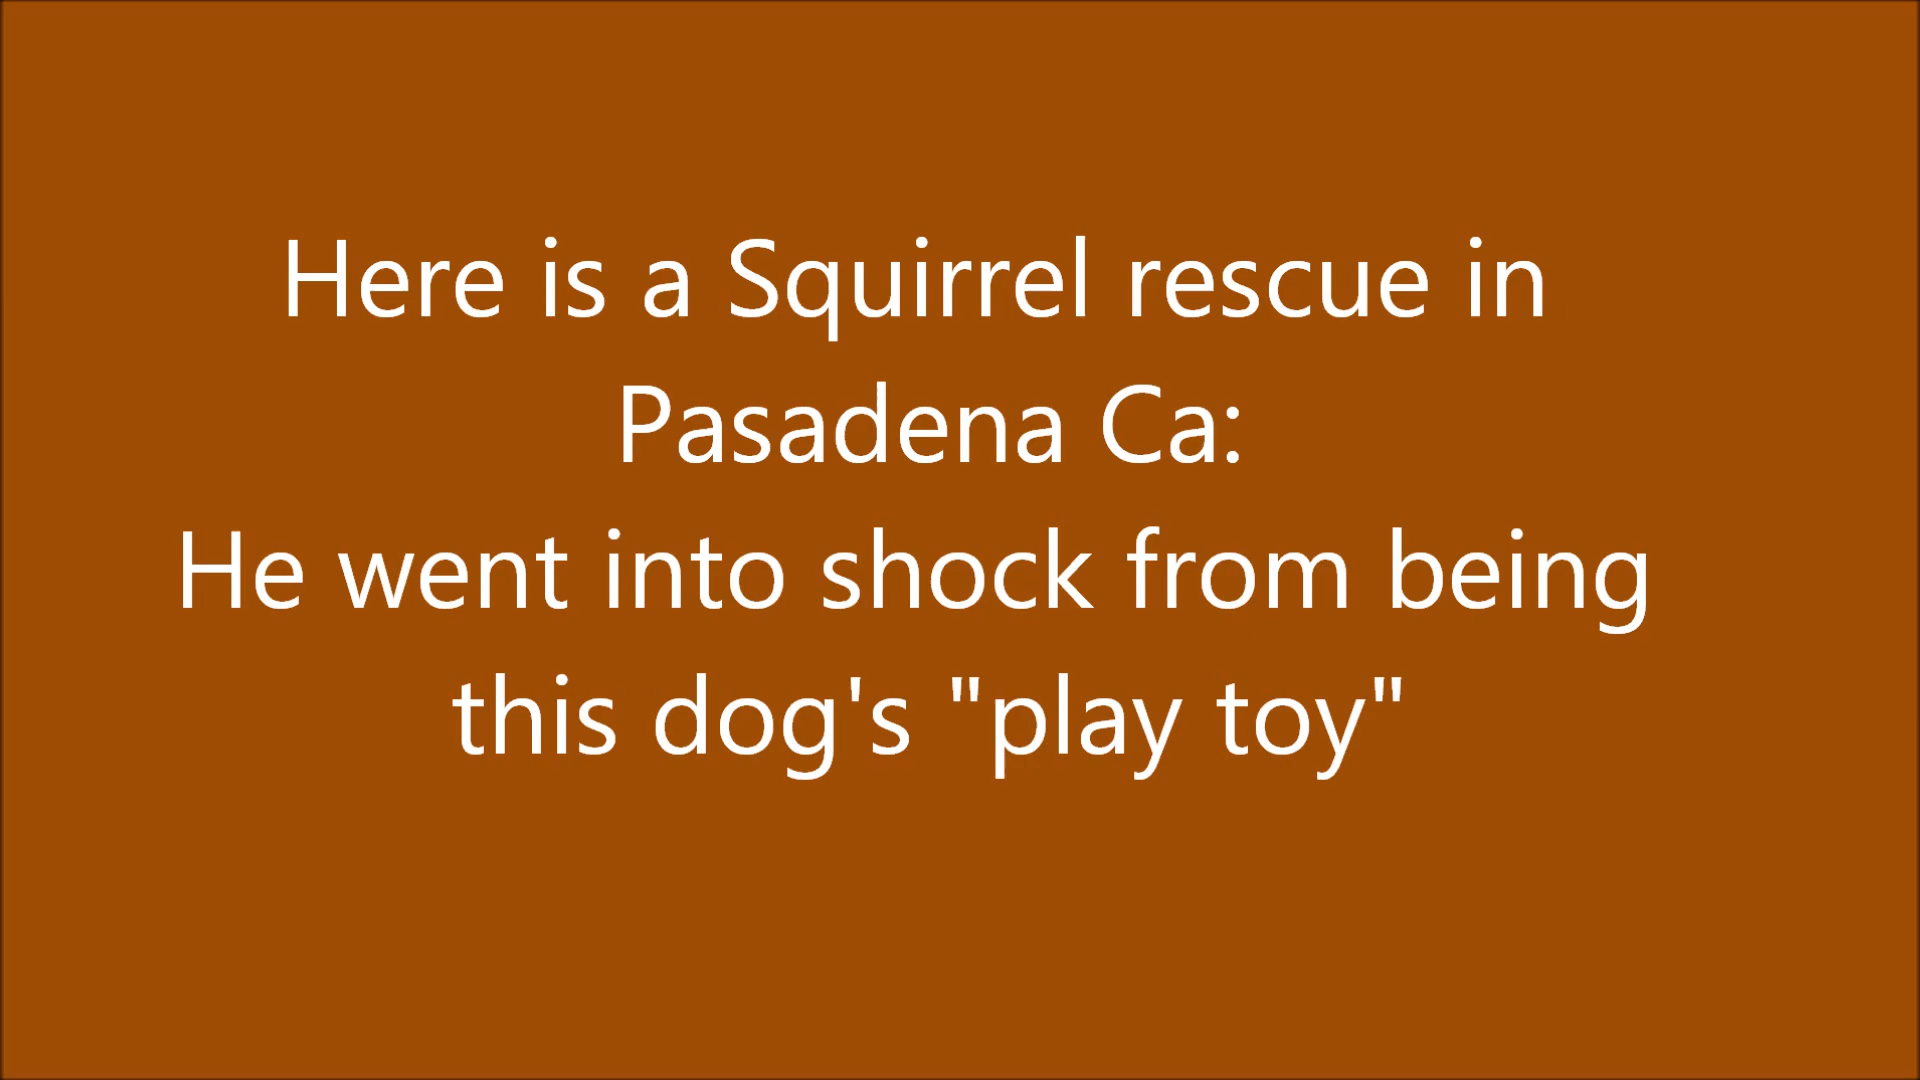 Here is a Squirrel rescue in
Pasadena Ca:
He went into shock from being
this dog's "play toy"